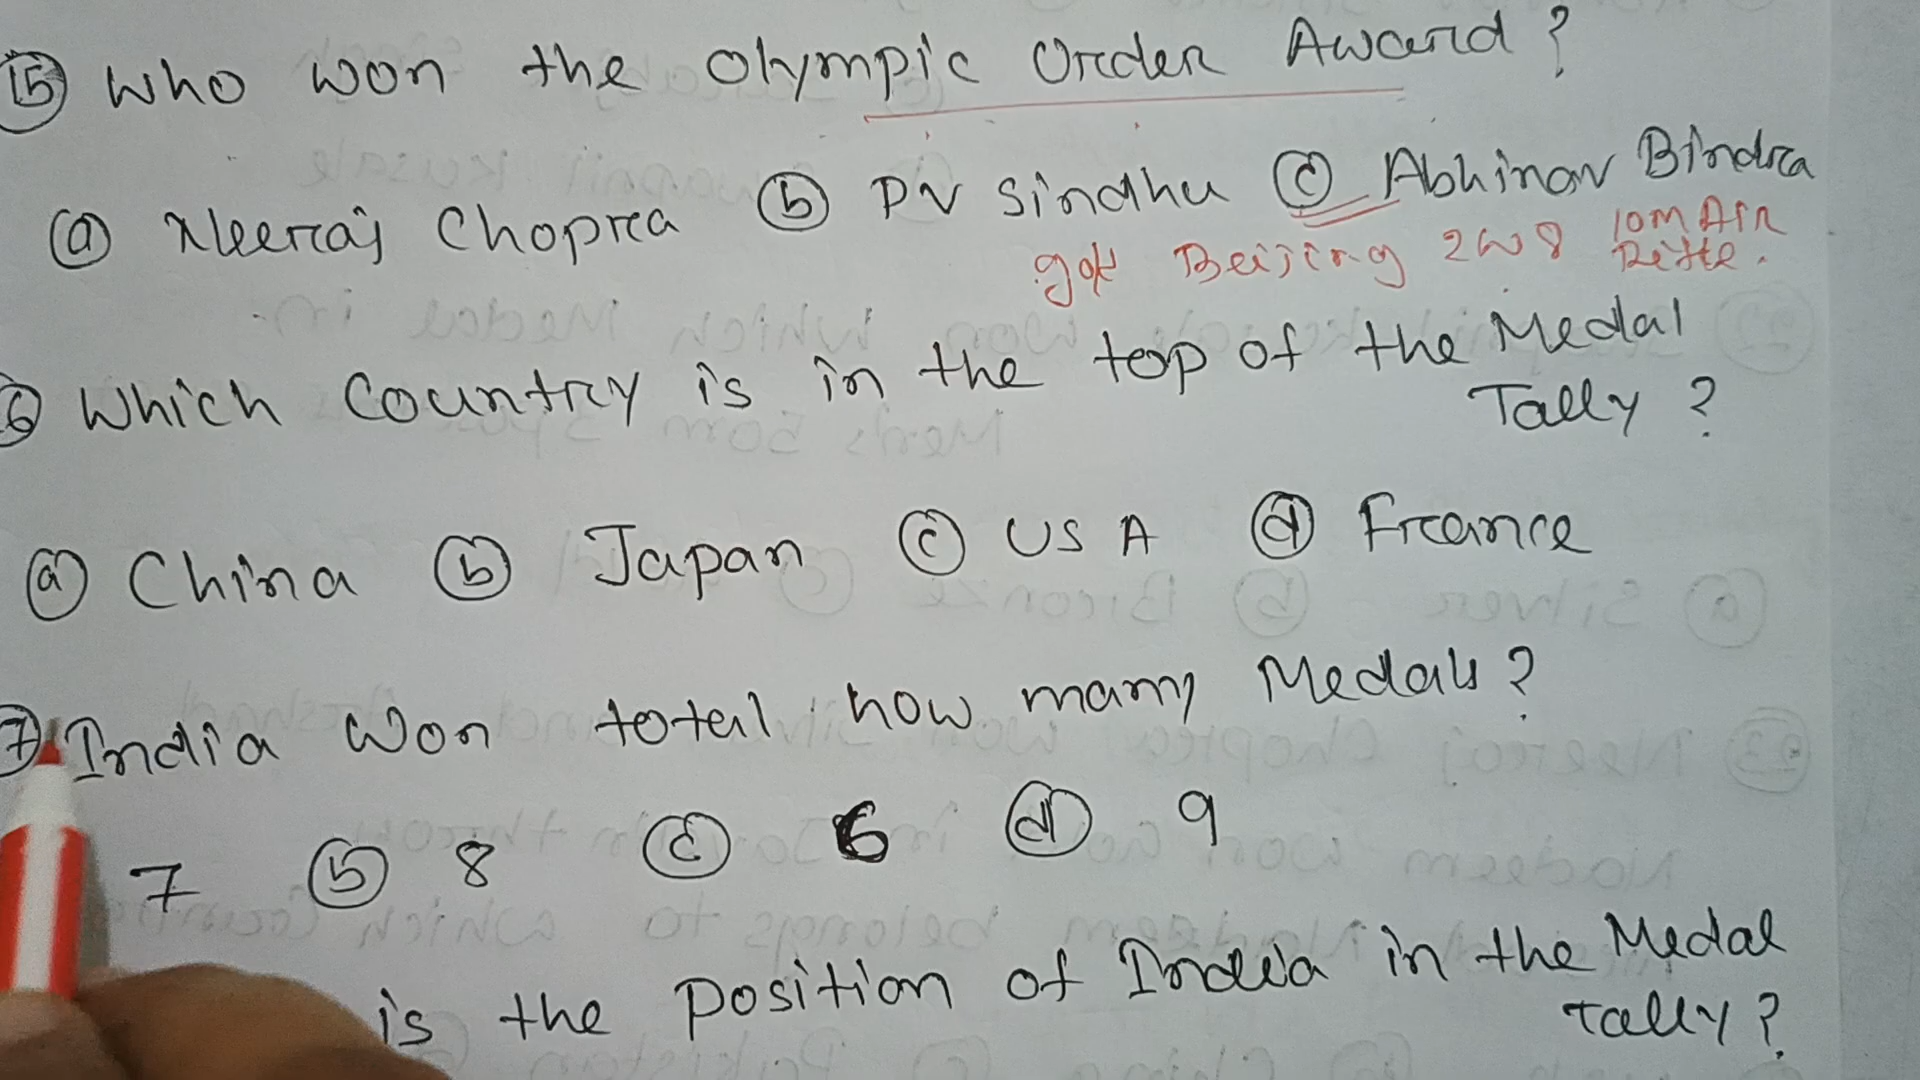 15 Who won the Olympic Order Award?
a Neeraj Chopra b PV Sindhu c Abhinav Bindra
got Beijing 2008 10M AIR
Rifle.
6 Which Country is in the top of the Medal
Tally?
a China b Japan c USA d France
7 India won total how many Medals?
7 b 8 c 6 d 9
is the position of India in the Medal
Tally?